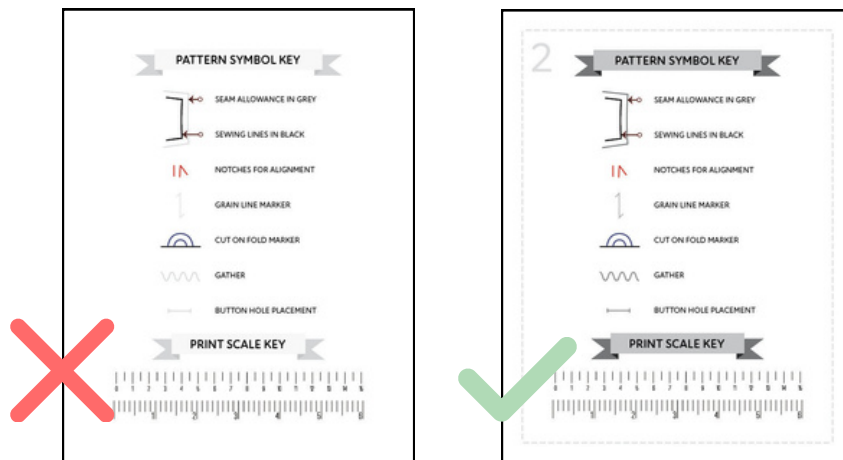 PATTERN SYMBOL KEY
SEAM ALLOWANCE IN GREY
SEWING LINES IN BLACK
NOTCHES FOR ALIGNMENT
GRAIN LINE MARKER
CUT ON FOLD MARKER
GATHER
BUTTON HOLE PLACEMENT
PRINT SCALE KEY
2
PATTERN SYMBOL KEY
SEAM ALLOWANCE IN GREY
SEWING LINES IN BLACK
NOTCHES FOR ALIGNMENT
GRAIN LINE MARKER
CUT ON FOLD MARKER
GATHER
BUTTON HOLE PLACEMENT
PRINT SCALE KEY